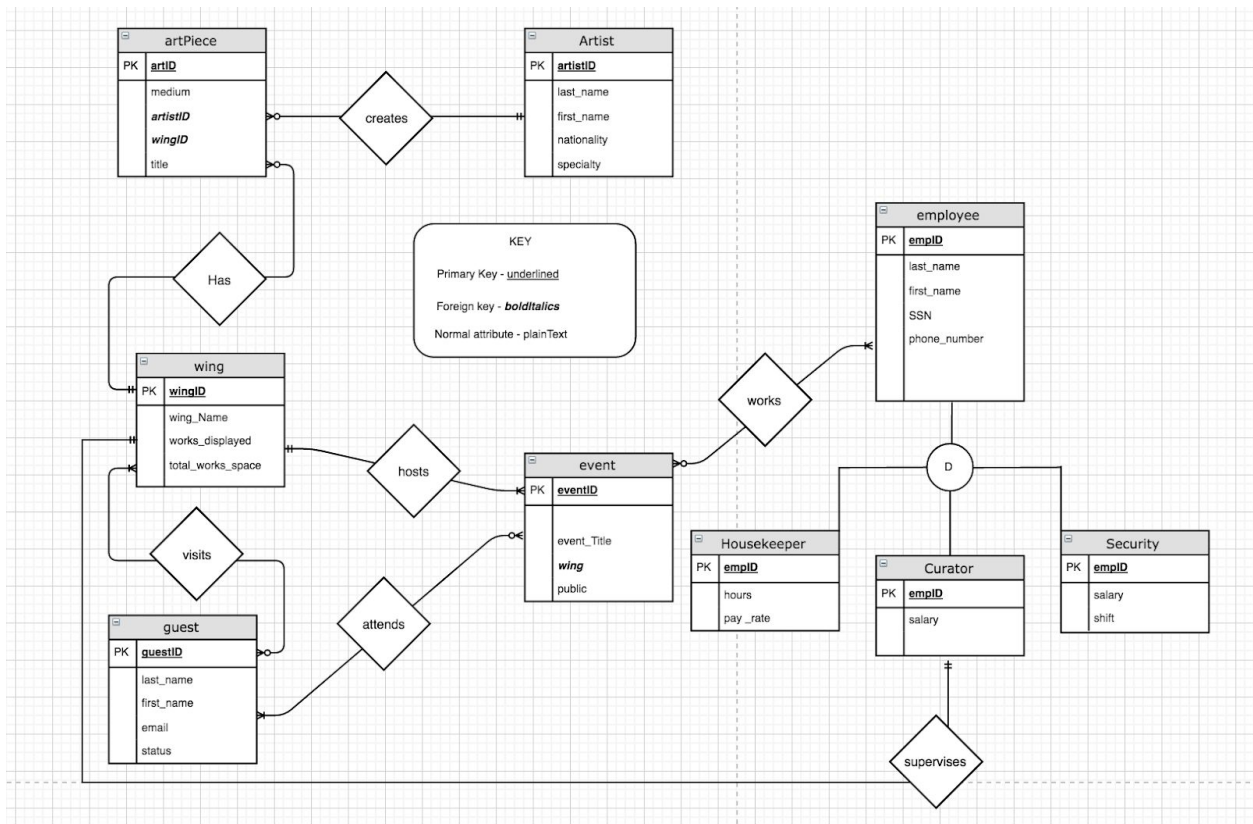 artPiece
PK artID
medium
artistID
wingID
title
creates
Artist
PK artistID
last_name
first_name
nationality
specialty
Has
KEY
Primary Key - underlined
Foreign key - boldItalics
Normal attribute - plainText
employee
PK empID
last_name
first_name
SSN
phone_number
wing
PK wingID
wing_Name
works_displayed
total_works_space
hosts
works
event
PK eventID
event_Title
wing
public
D
visits
attends
guest
PK guestID
last_name
first_name
email
status
Housekeeper
PK empID
hours
pay _rate
Curator
PK empID
salary
Security
PK empID
salary
shift
supervises